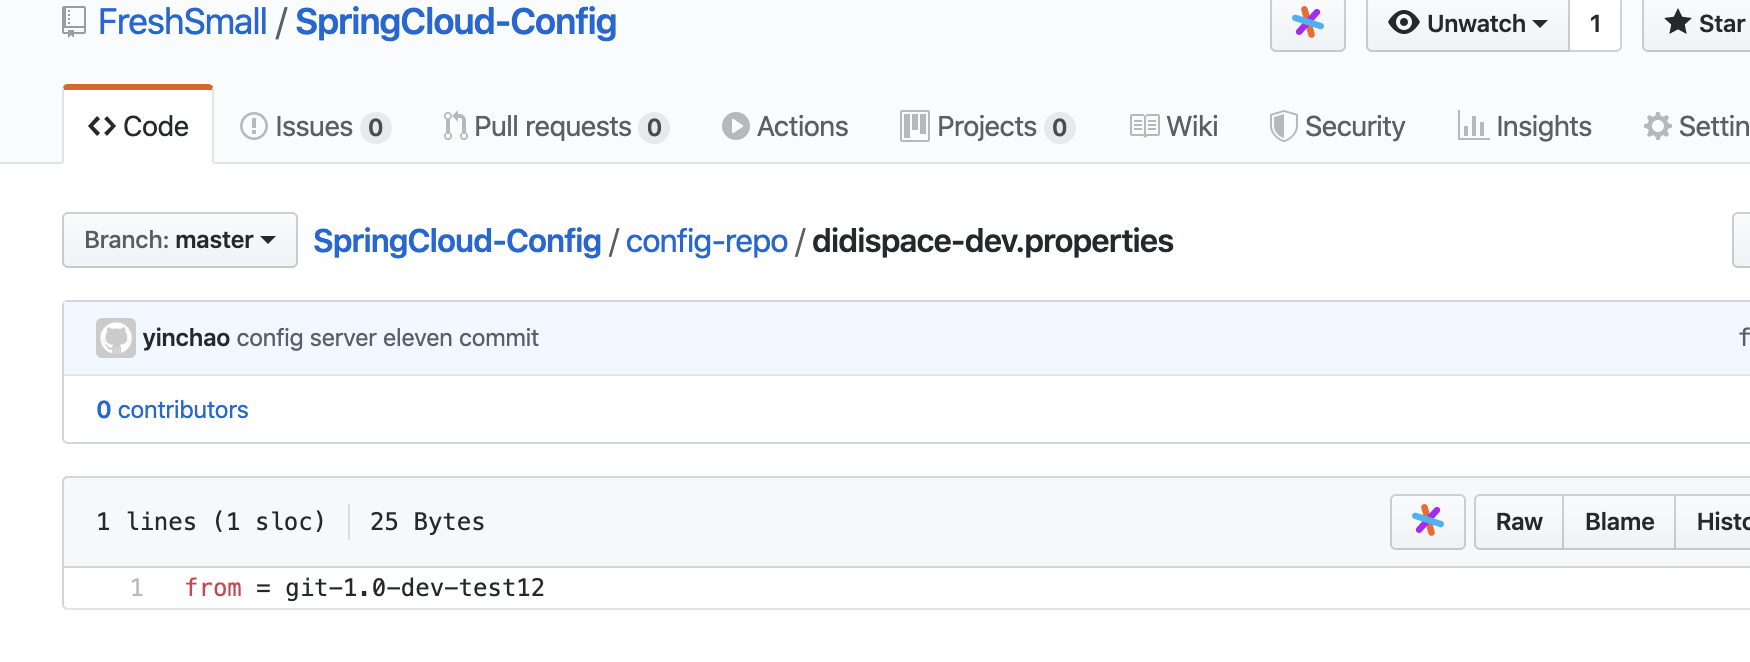 FreshSmall / SpringCloud-Config
Unwatch 1 Star
Code Issues 0 Pull requests 0 Actions Projects 0 Wiki Security Insights Settin
Branch: master SpringCloud-Config / config-repo / didispace-dev.properties
yinchao config server eleven commit f
0 contributors
1 lines (1 sloc) 25 Bytes Raw Blame Histo
1 from = git-1.0-dev-test12